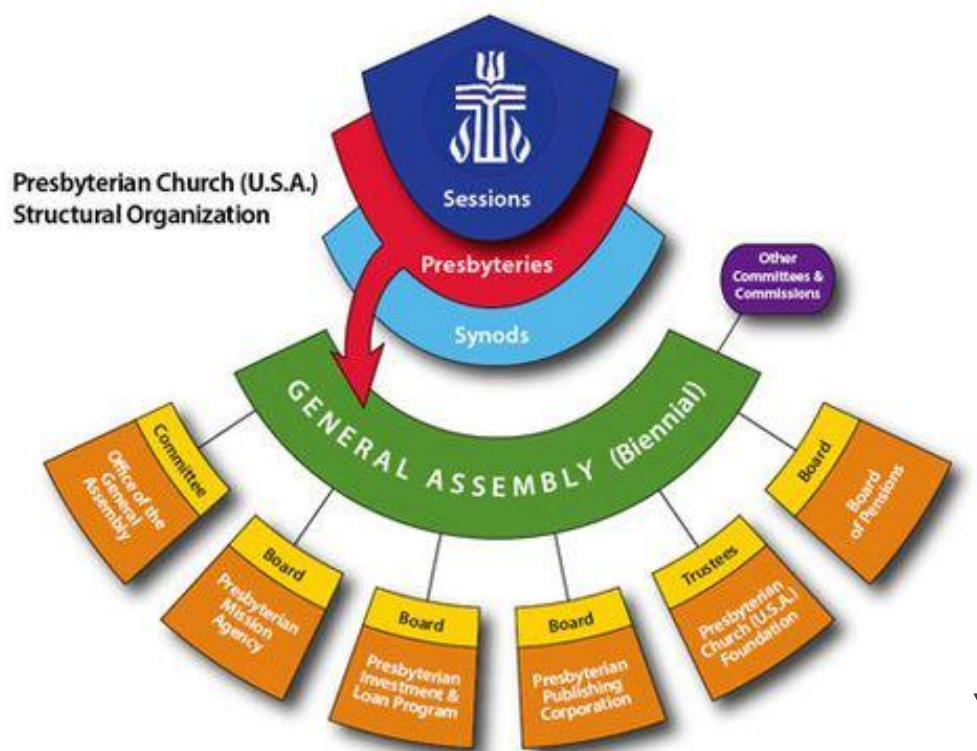 Presbyterian Church (U.S.A.)
Structural Organization
Sessions
Presbyteries
Synods
Other
Committees &
Commissions
GENERAL ASSEMBLY (Biennial)
Committee
Office of the
General
Assembly
Board
Presbyterian
Mission
Agency
Board
Presbyterian
Investment &
Loan Program
Board
Presbyterian
Publishing
Corporation
Trustees
Presbyterian
Church (U.S.A.)
Foundation
Board
Board
of Pensions